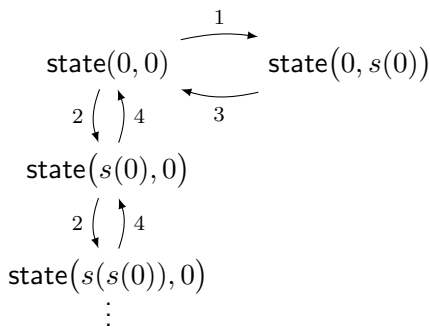 1
state(0, 0) state(0, s(0))
3
2 4
state(s(0), 0)
2 4
state(s(s(0)), 0)
⋮